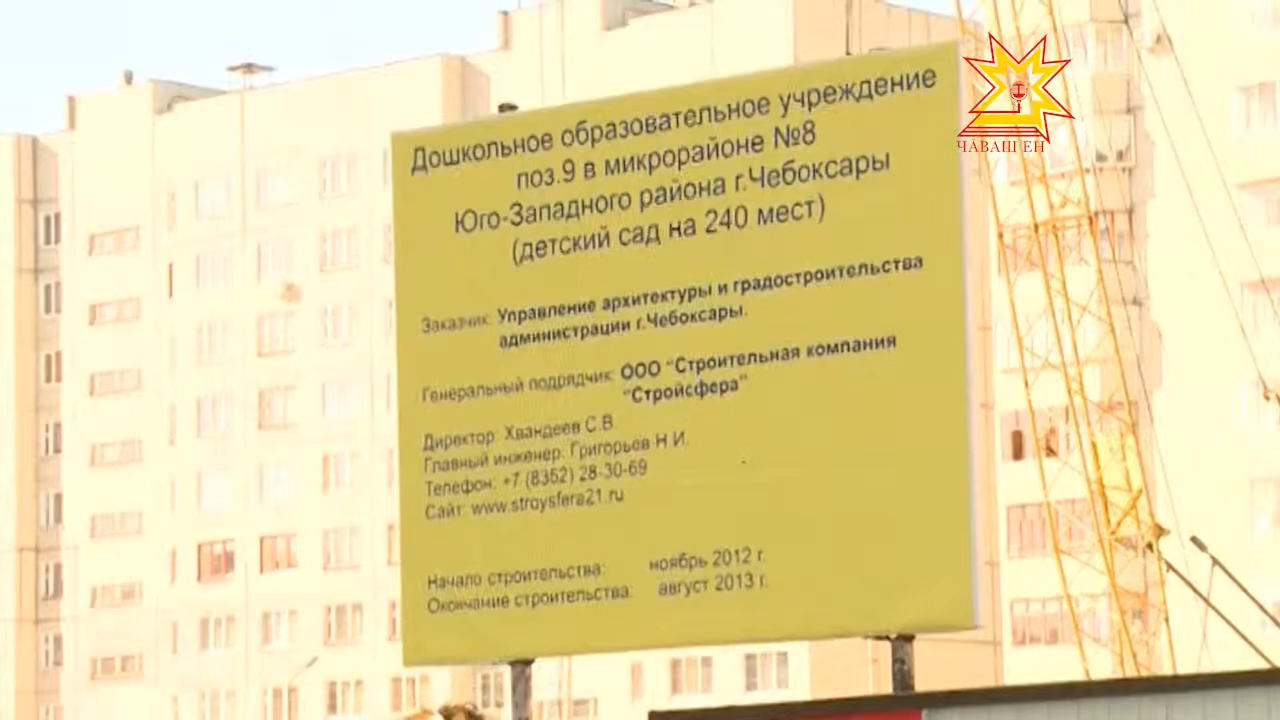 ЧӐВАШ ЕН
Дошкольное образовательное учреждение
поз.9 в микрорайоне №8
Юго-Западного района г.Чебоксары
(детский сад на 240 мест)
Заказчик: Управление архитектуры и градостроительства
администрации г.Чебоксары.
Генеральный подрядчик: ООО "Строительная компания
"Стройсфера"
Директор: Хвандеев С.В.
Главный инженер: Григорьев Н.И.
Телефон: +7 (8352) 28-30-69
Сайт: www.stroysfera21.ru
Начало строительства: ноябрь 2012 г.
Окончание строительства: август 2013 г.